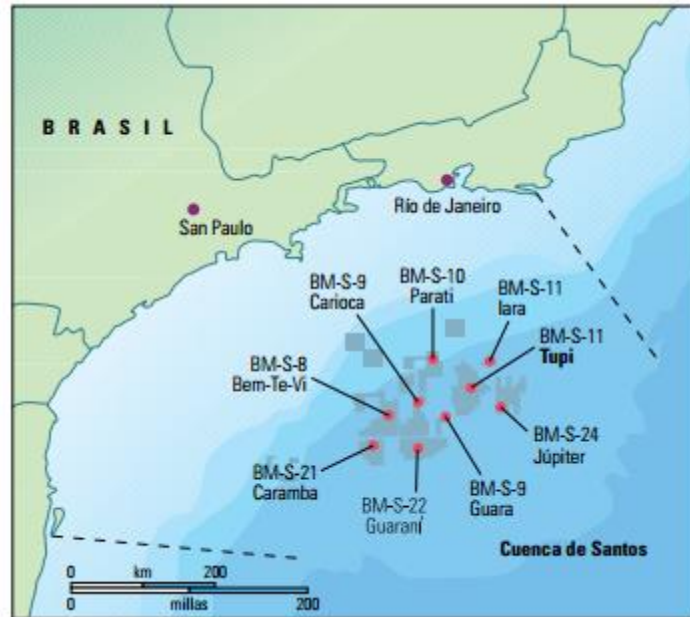 BRASIL
Río de Janeiro
San Paulo
BM-S-9
Carioca
BM-S-10
Parati
BM-S-11
Iara
BM-S-11
Tupi
BM-S-8
Bem-Te-Vi
BM-S-24
Júpiter
BM-S-21
Caramba
BM-S-22
Guaraní
BM-S-9
Guara
Cuenca de Santos
0 km 200
0 millas 200